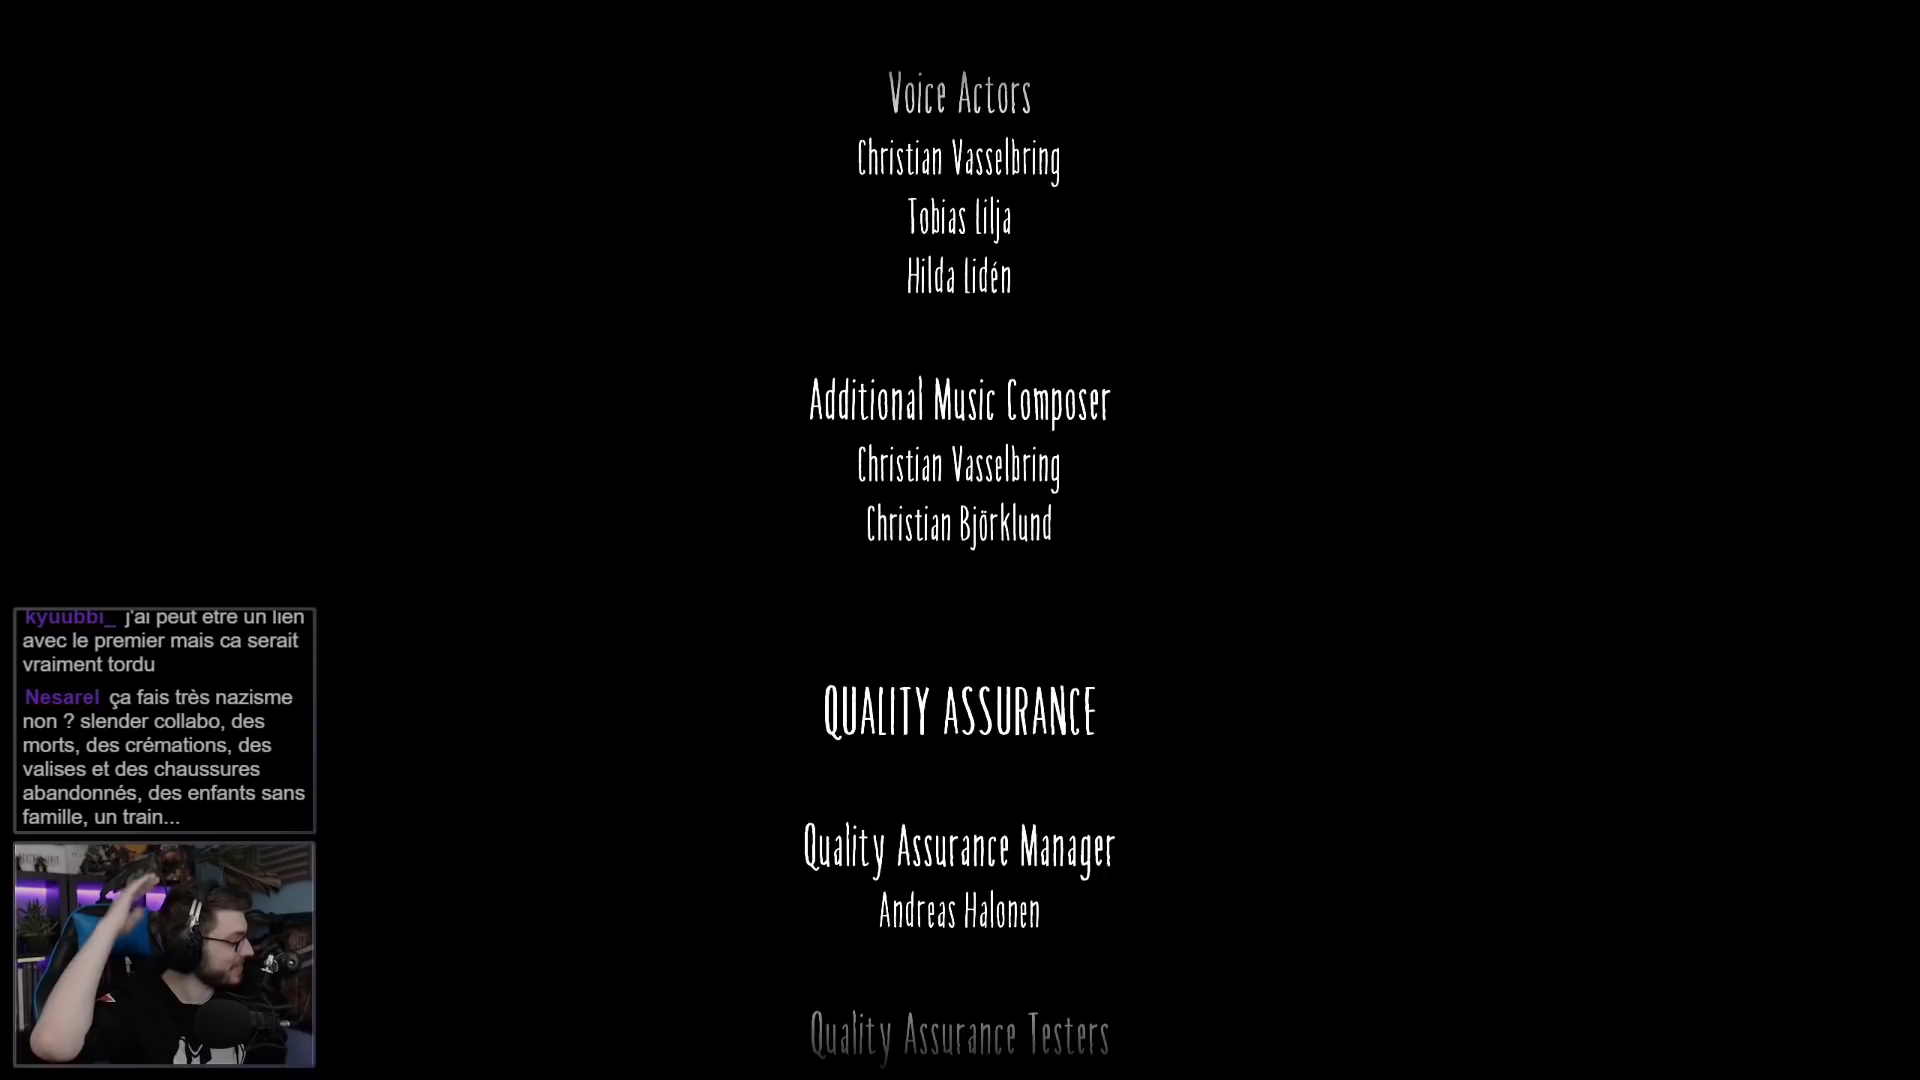 Voice Actors
Christian Vasselbring
Tobias Lilja
Hilda Lidén
Additional Music Composer
Christian Vasselbring
Christian Björklund
QUALITY ASSURANCE
Quality Assurance Manager
Andreas Halonen
Quality Assurance Testers
kyuubbi_ j'ai peut etre un lien
avec le premier mais ca serait
vraiment tordu
Nesarel ça fais très nazisme
non ? slender collabo, des
morts, des crémations, des
valises et des chaussures
abandonnés, des enfants sans
famille, un train...